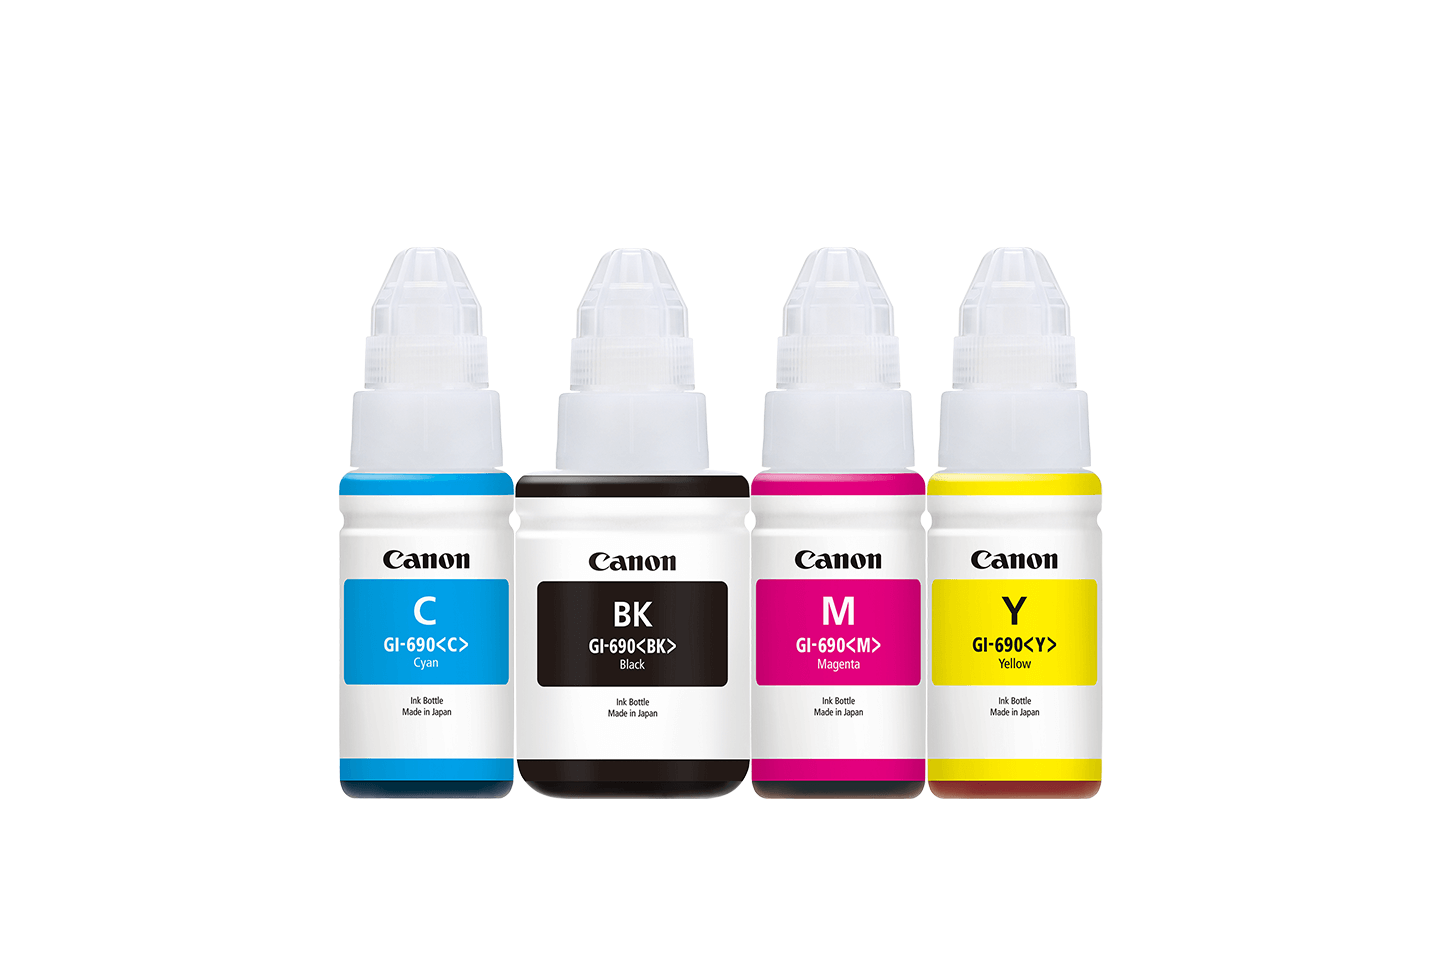 Canon
C
GI-690<C>
Cyan
Ink Bottle
Made in Japan
Canon
BK
GI-690<BK>
Black
Ink Bottle
Made in Japan
Canon
M
GI-690<M>
Magenta
Ink Bottle
Made in Japan
Canon
Y
GI-690<Y>
Yellow
Ink Bottle
Made in Japan